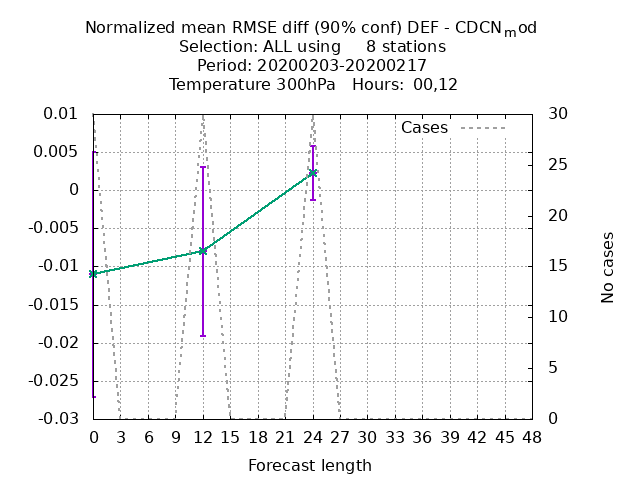 Normalized mean RMSE diff (90% conf) DEF - CDCNmod
Selection: ALL using     8 stations
Period: 20200203-20200217
Temperature 300hPa   Hours:  00,12
Cases
0.01
0.005
0
-0.005
-0.01
-0.015
-0.02
-0.025
-0.03
30
25
20
15
10
5
0
No cases
0 3 6 9 12 15 18 21 24 27 30 33 36 39 42 45 48
Forecast length